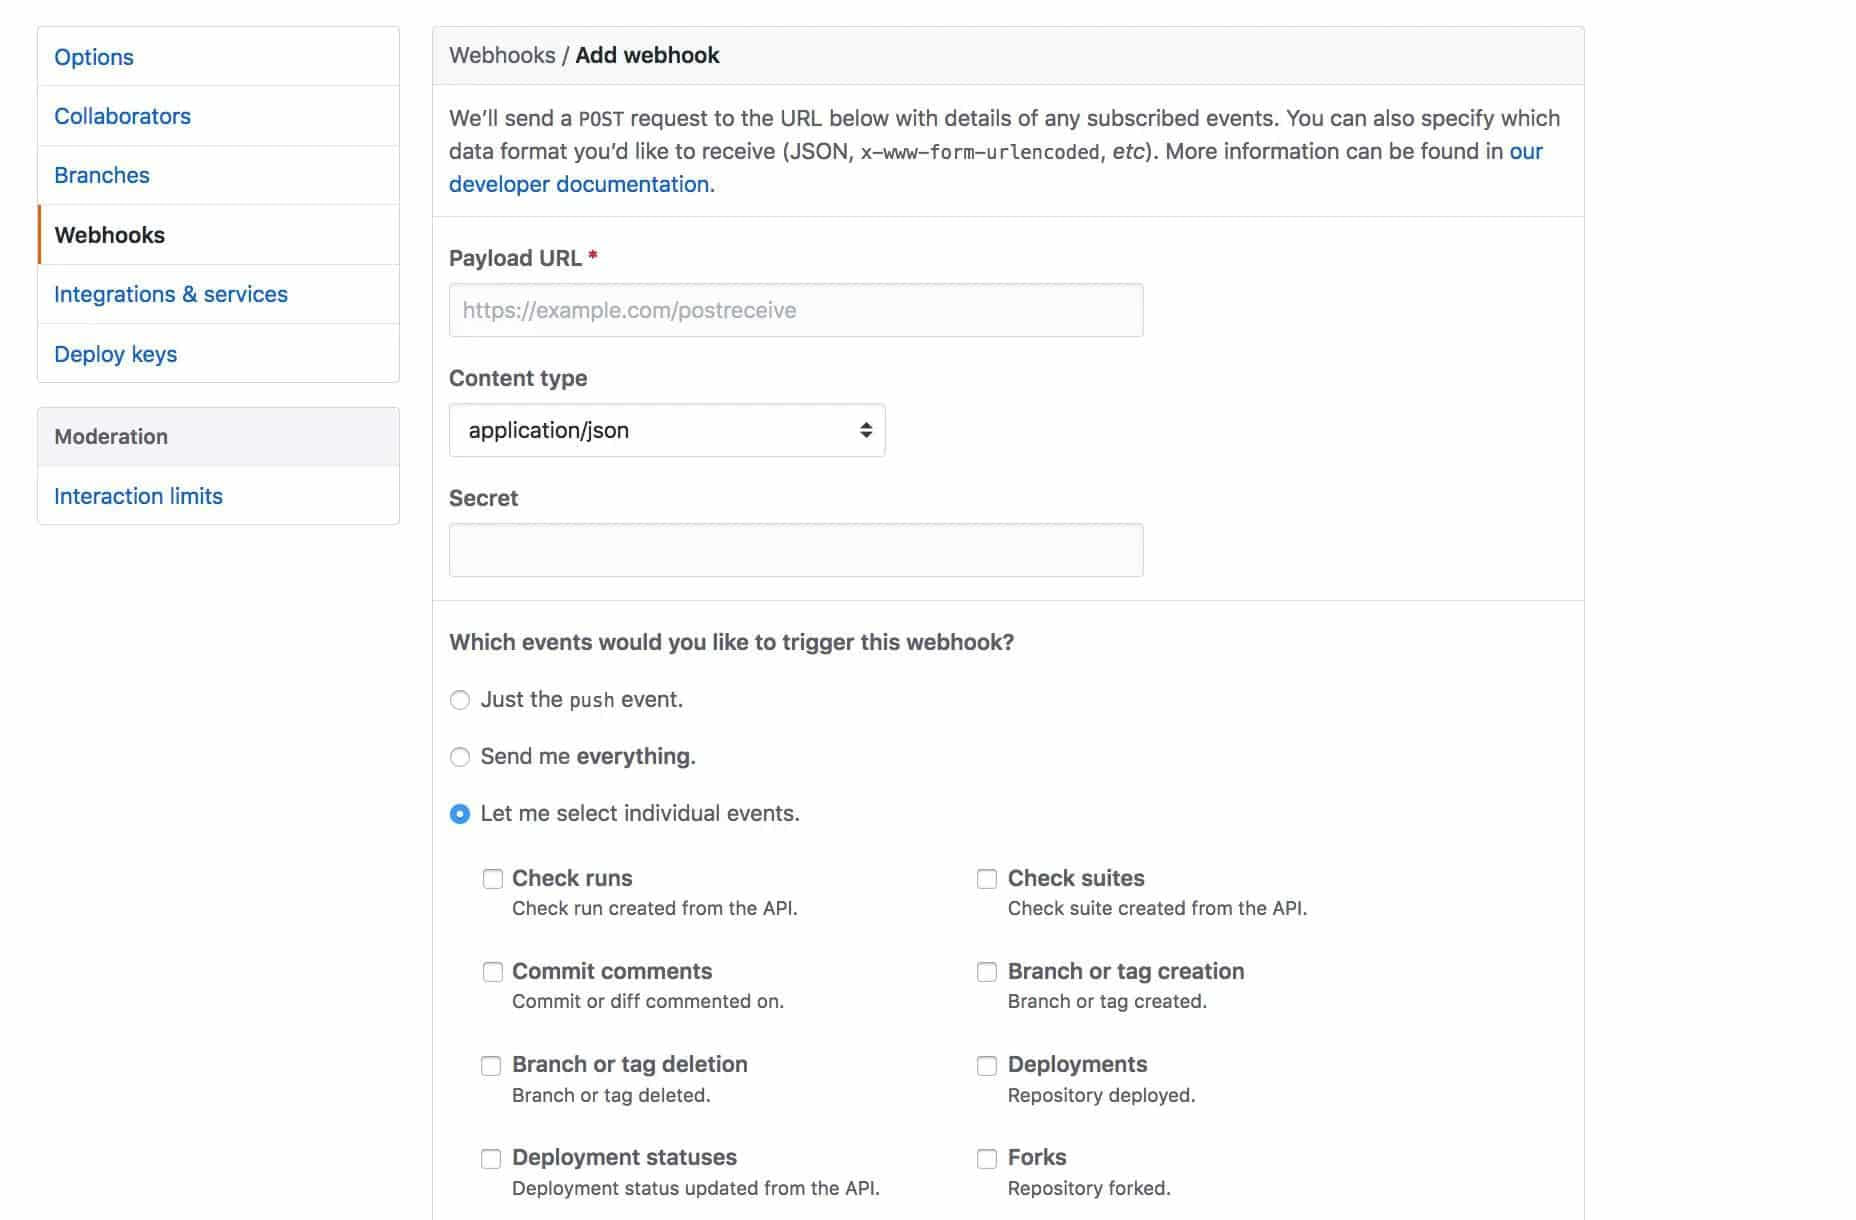 Options
Collaborators
Branches
Webhooks
Integrations & services
Deploy keys
Moderation
Interaction limits
Webhooks / Add webhook
We’ll send a POST request to the URL below with details of any subscribed events. You can also specify which
data format you’d like to receive (JSON, x-www-form-urlencoded, etc). More information can be found in our
developer documentation.
Payload URL *
https://example.com/postreceive
Content type
application/json
Secret
Which events would you like to trigger this webhook?
Just the push event.
Send me everything.
Let me select individual events.
Check runs
Check run created from the API.
Check suites
Check suite created from the API.
Commit comments
Commit or diff commented on.
Branch or tag creation
Branch or tag created.
Branch or tag deletion
Branch or tag deleted.
Deployments
Repository deployed.
Deployment statuses
Deployment status updated from the API.
Forks
Repository forked.